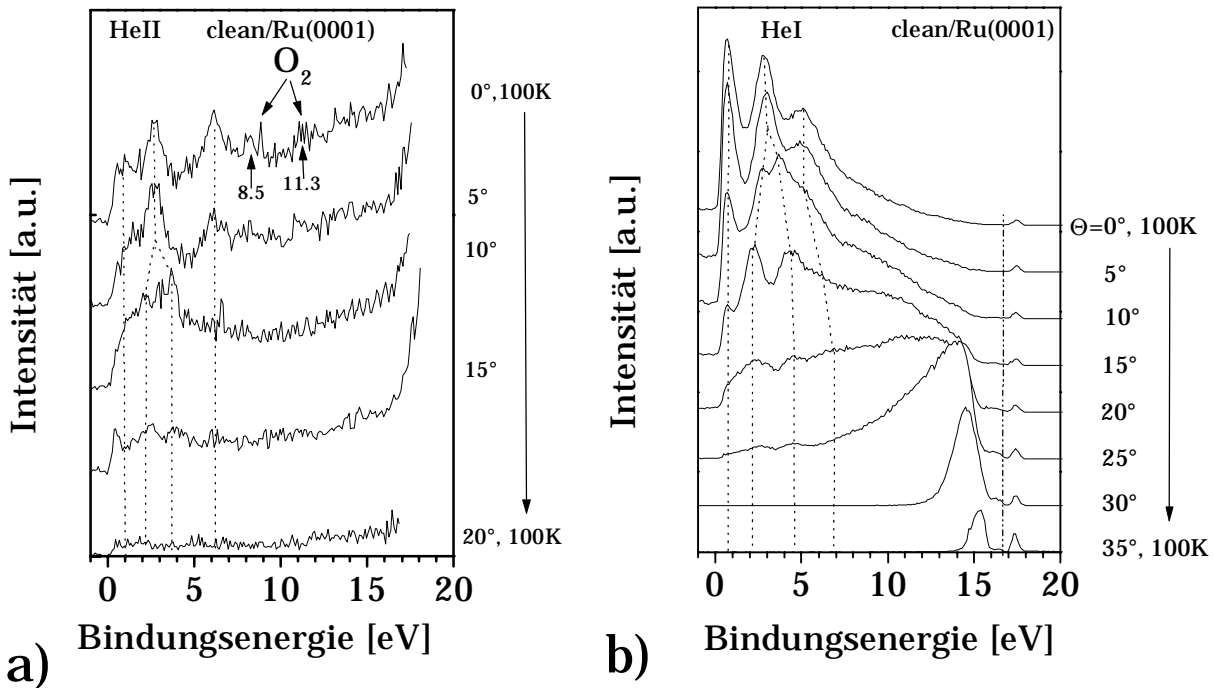 HeII clean/Ru(0001)
O2
8.5
11.3
0°,100K
5°
10°
15°
20°, 100K
Intensität [a.u.]
0 5 10 15 20
Bindungsenergie [eV]
a)
HeI clean/Ru(0001)
Θ=0°, 100K
5°
10°
15°
20°
25°
30°
35°, 100K
Intensität [a.u.]
0 5 10 15 20
Bindungsenergie [eV]
b)